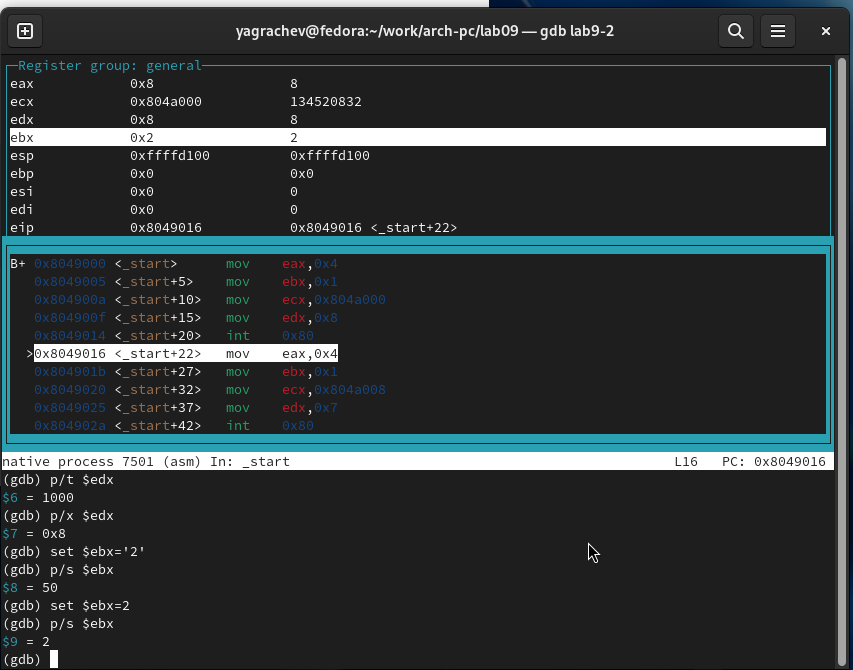 yagrachev@fedora:~/work/arch-pc/lab09 — gdb lab9-2
Register group: general
eax 0x8 8
ecx 0x804a000 134520832
edx 0x8 8
ebx 0x2 2
esp 0xffffd100 0xffffd100
ebp 0x0 0x0
esi 0x0 0
edi 0x0 0
eip 0x8049016 0x8049016 <_start+22>
B+ 0x8049000 <_start> mov eax,0x4
0x8049005 <_start+5> mov ebx,0x1
0x804900a <_start+10> mov ecx,0x804a000
0x804900f <_start+15> mov edx,0x8
0x8049014 <_start+20> int 0x80
>0x8049016 <_start+22> mov eax,0x4
0x804901b <_start+27> mov ebx,0x1
0x8049020 <_start+32> mov ecx,0x804a008
0x8049025 <_start+37> mov edx,0x7
0x804902a <_start+42> int 0x80
native process 7501 (asm) In: _start L16 PC: 0x8049016
(gdb) p/t $edx
$6 = 1000
(gdb) p/x $edx
$7 = 0x8
(gdb) set $ebx='2'
(gdb) p/s $ebx
$8 = 50
(gdb) set $ebx=2
(gdb) p/s $ebx
$9 = 2
(gdb)